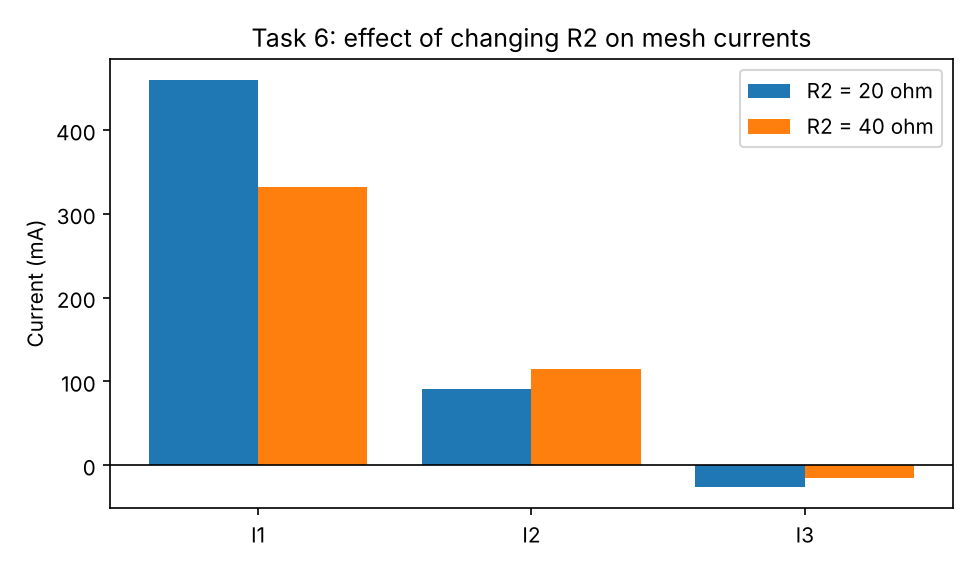 Task 6: effect of changing R2 on mesh currents
R2 = 20 ohm
R2 = 40 ohm
Current (mA)
400
300
200
100
0
I1
I2
I3